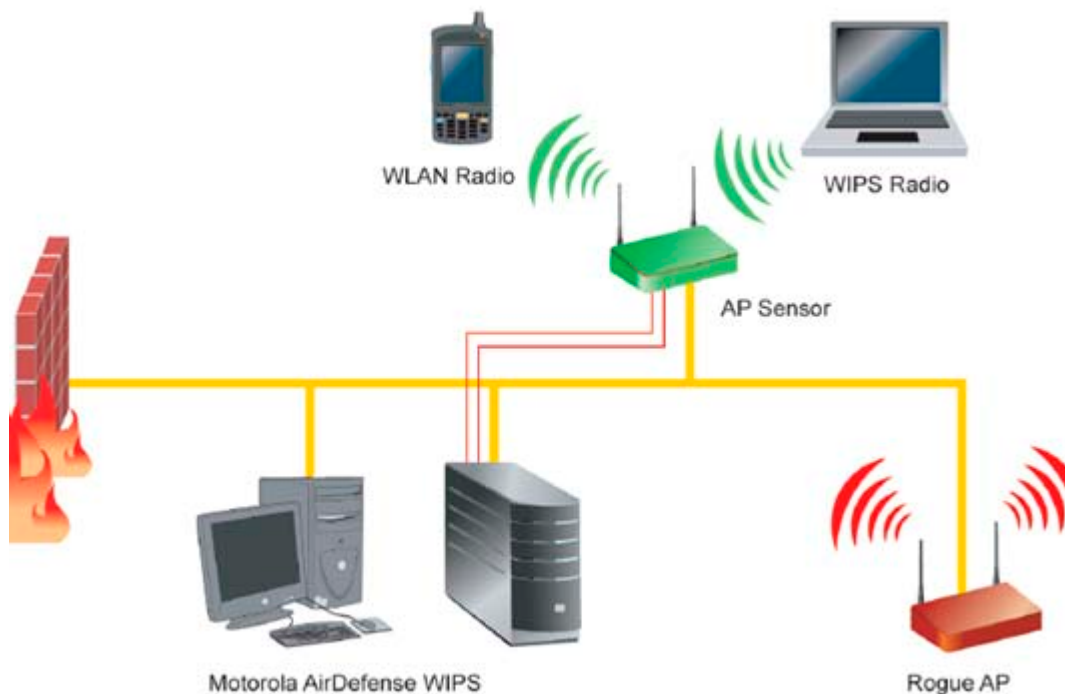 WLAN Radio
WIPS Radio
AP Sensor
Motorola AirDefense WIPS
Rogue AP